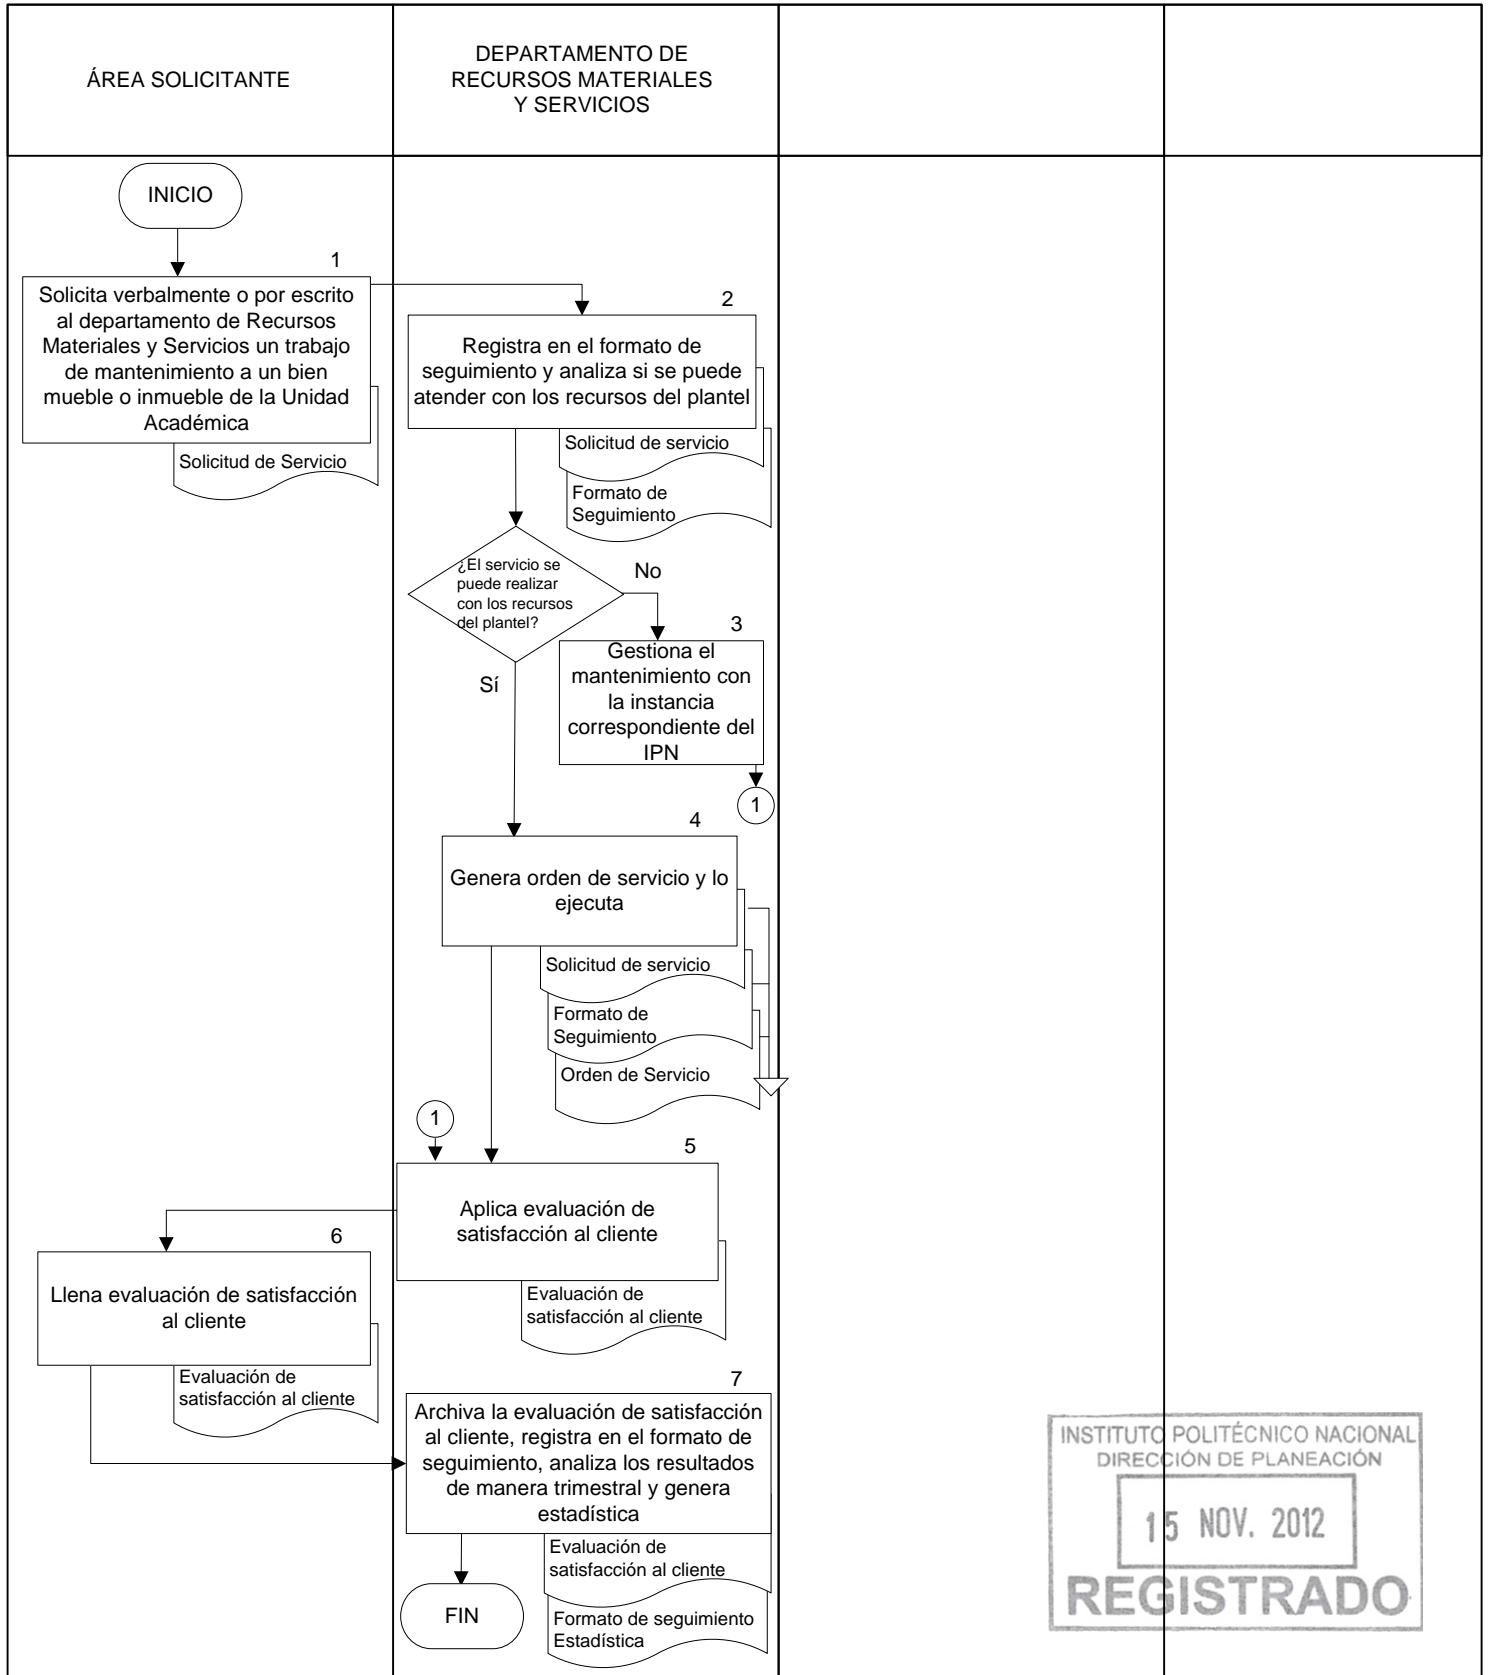 ÁREA SOLICITANTE
DEPARTAMENTO DE
RECURSOS MATERIALES
Y SERVICIOS
INICIO
1
Solicita verbalmente o por escrito
al departamento de Recursos
Materiales y Servicios un trabajo
de mantenimiento a un bien
mueble o inmueble de la Unidad
Académica
Solicitud de Servicio
2
Registra en el formato de
seguimiento y analiza si se puede
atender con los recursos del plantel
Solicitud de servicio
Formato de
Seguimiento
¿El servicio se
puede realizar
con los recursos
del plantel?
No
Sí
3
Gestiona el
mantenimiento con
la instancia
correspondiente del
IPN
1
4
Genera orden de servicio y lo
ejecuta
Solicitud de servicio
Formato de
Seguimiento
Orden de Servicio
1
5
Aplica evaluación de
satisfacción al cliente
Evaluación de
satisfacción al cliente
6
Llena evaluación de satisfacción
al cliente
Evaluación de
satisfacción al cliente
7
Archiva la evaluación de satisfacción
al cliente, registra en el formato de
seguimiento, analiza los resultados
de manera trimestral y genera
estadística
Evaluación de
satisfacción al cliente
Formato de seguimiento
Estadística
FIN
INSTITUTO POLITÉCNICO NACIONAL
DIRECCIÓN DE PLANEACIÓN
15 NOV. 2012
REGISTRADO